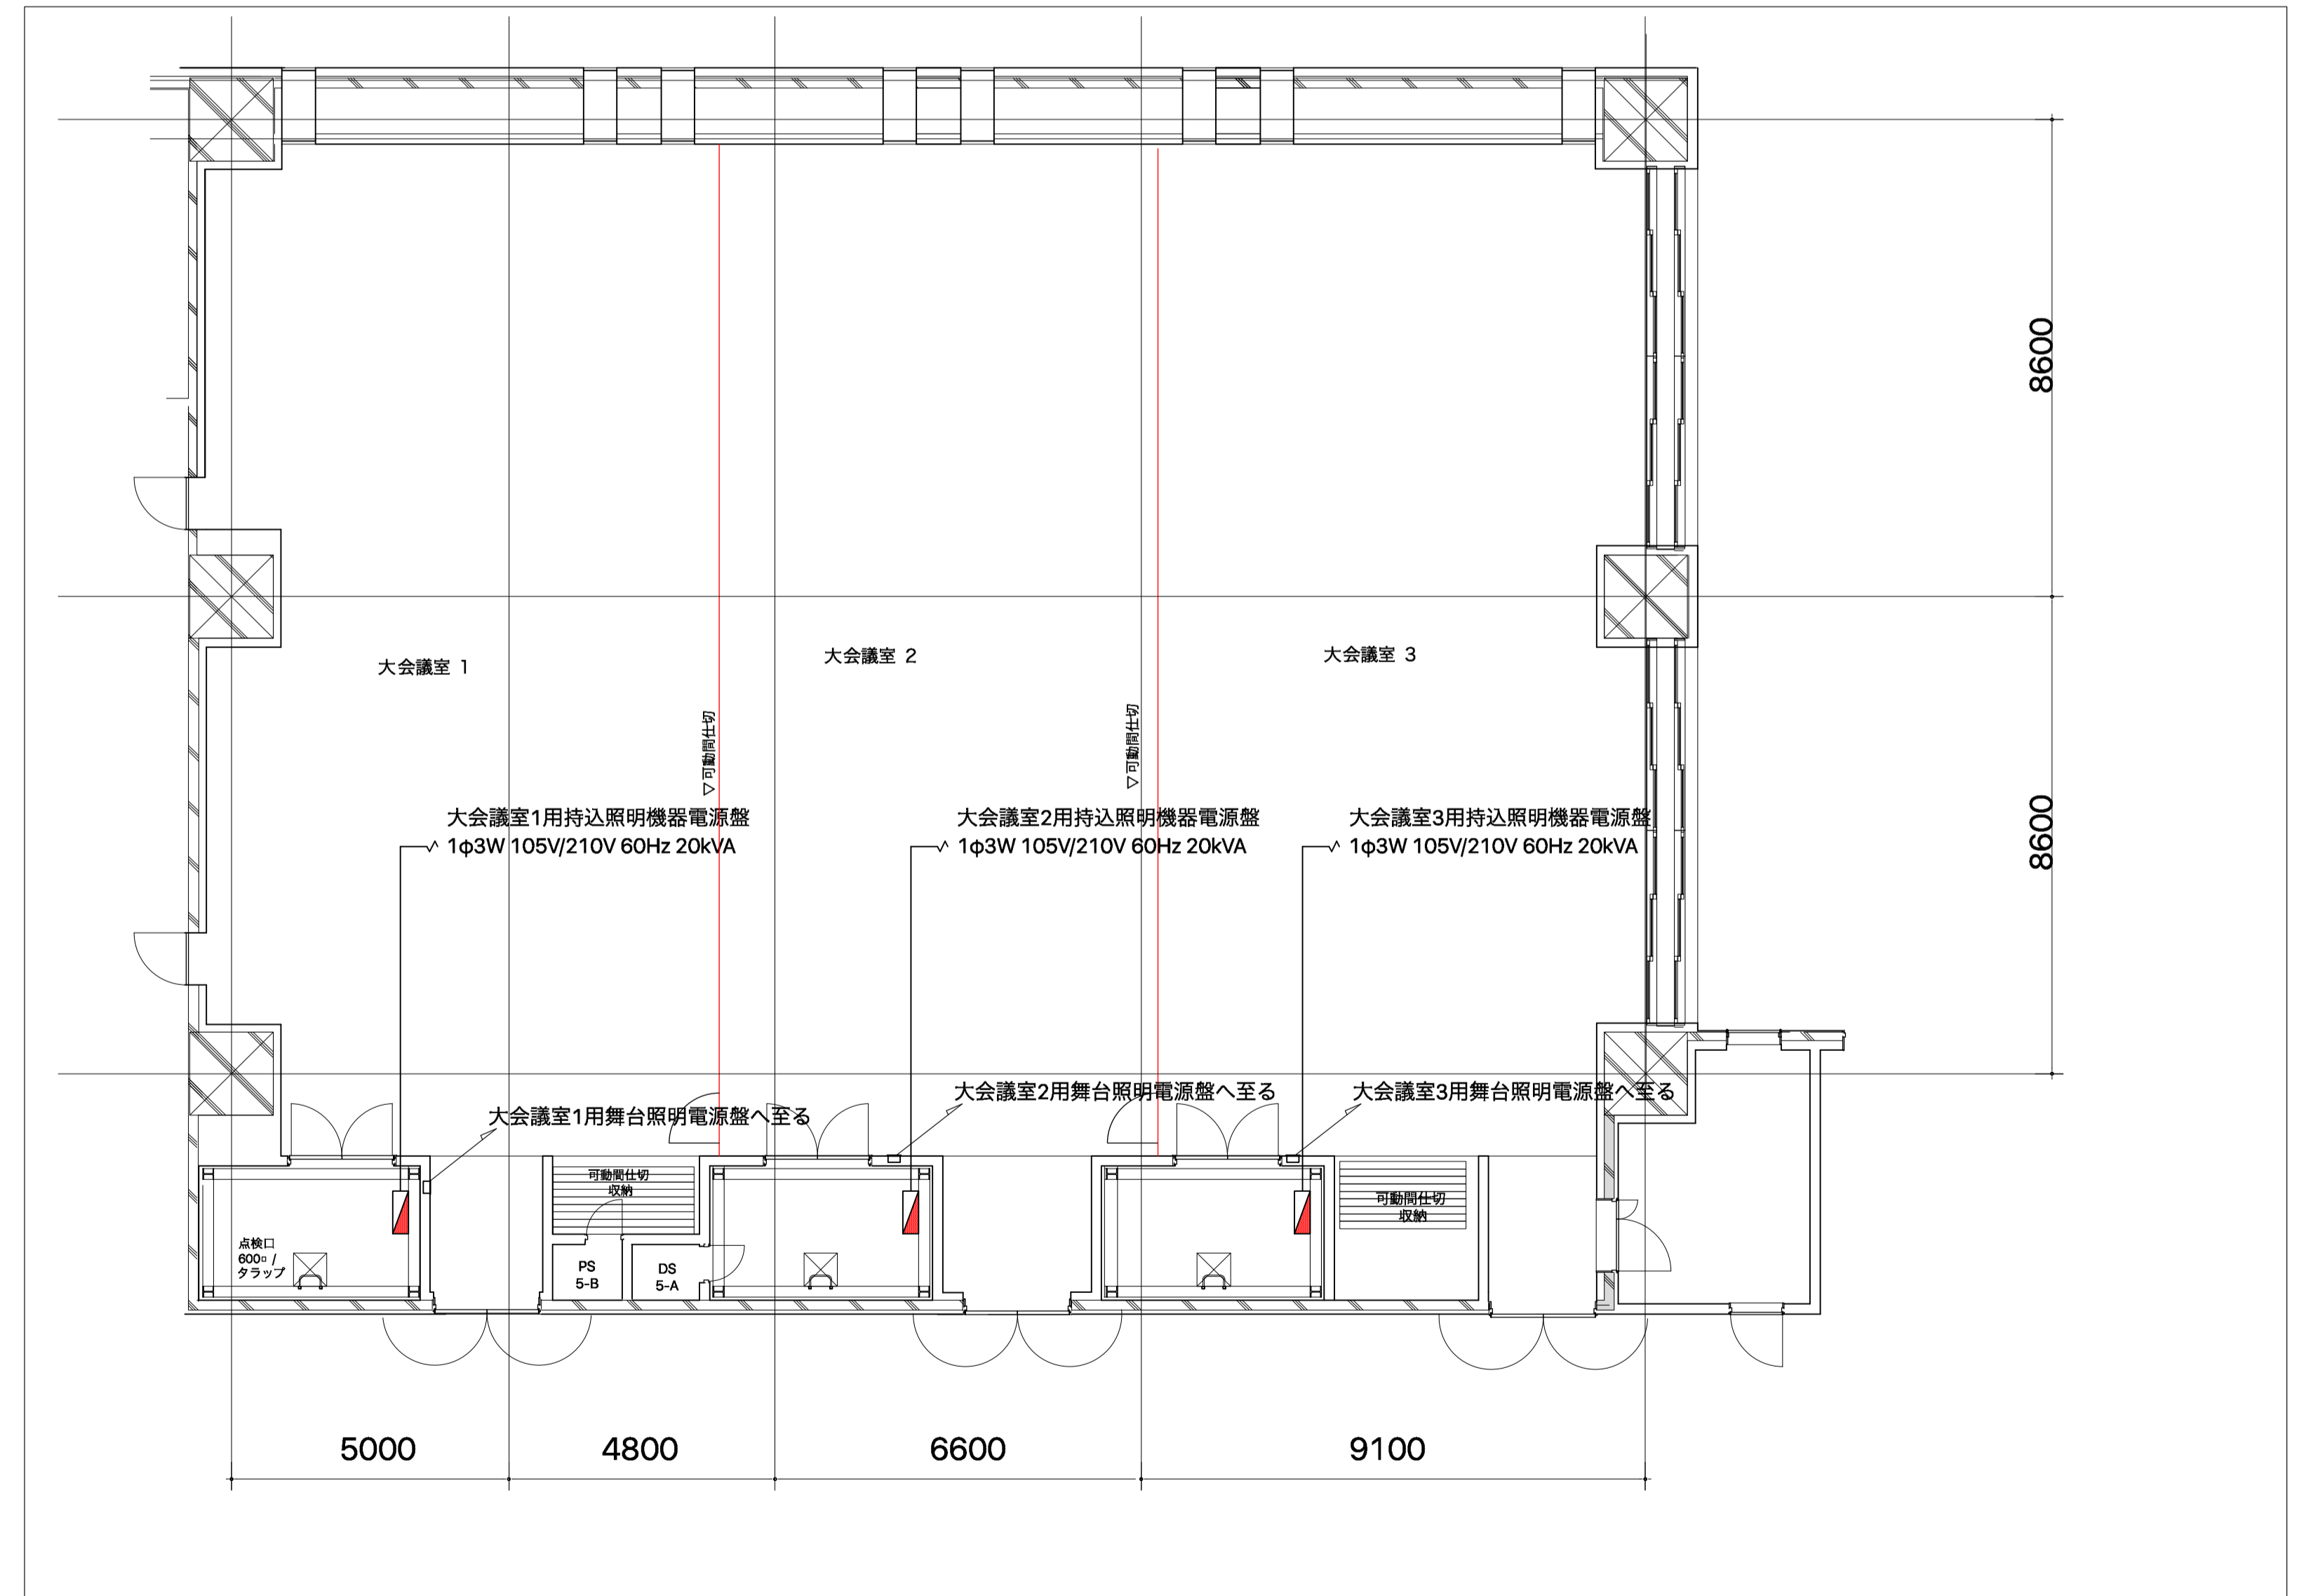 8600
大会議室 1
大会議室 2
大会議室 3
▽可動間仕切
▽可動間仕切
大会議室1用持込照明機器電源盤
1φ3W 105V/210V 60Hz 20kVA
大会議室2用持込照明機器電源盤
1φ3W 105V/210V 60Hz 20kVA
大会議室3用持込照明機器電源盤
1φ3W 105V/210V 60Hz 20kVA
8600
大会議室1用舞台照明電源盤へ至る
大会議室2用舞台照明電源盤へ至る
大会議室3用舞台照明電源盤へ至る
可動間仕切
収納
可動間仕切
収納
点検口
600□ /
タラップ
PS
5-B
DS
5-A
5000
4800
6600
9100